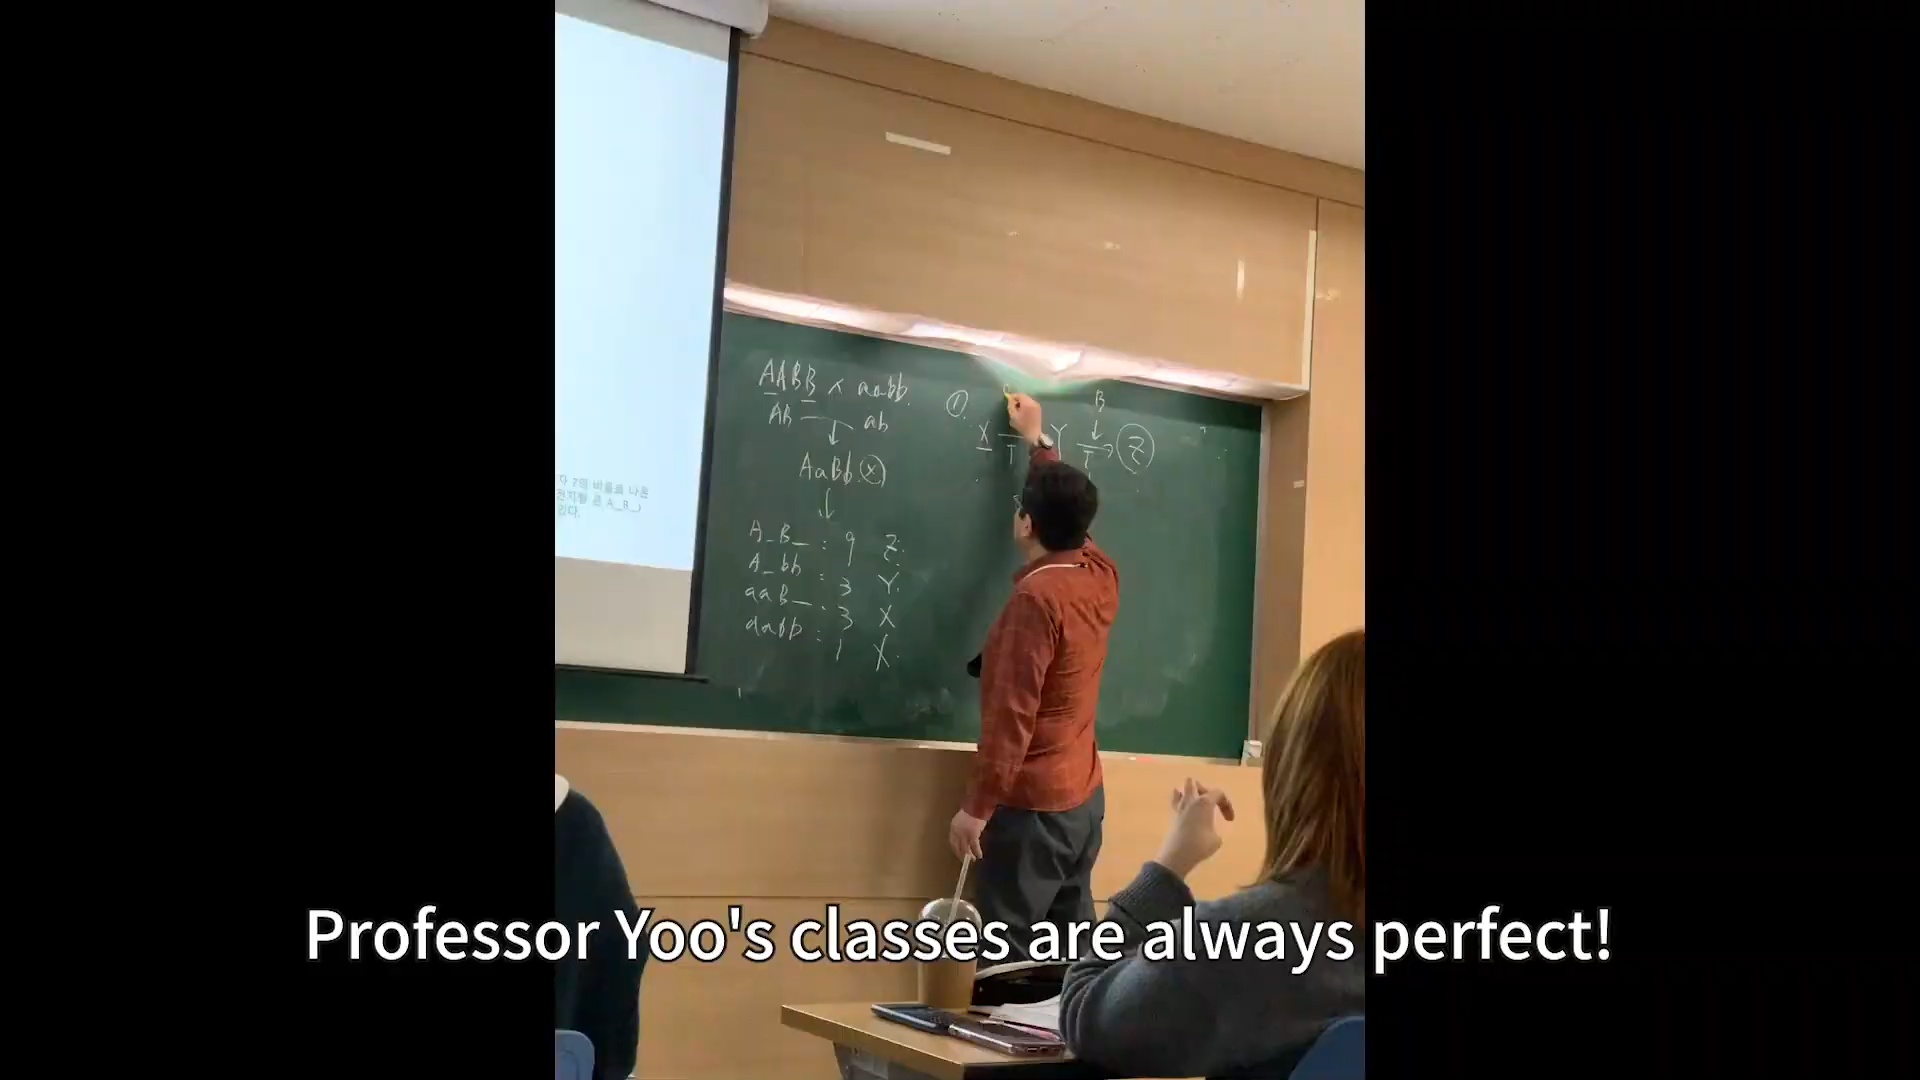 AABB × aabb.
AB ab
AaBb ⓧ
A_B_ : 9 Z.
A_bb : 3 Y.
aaB_ : 3 X
aabb : 1 X.
①.
B
X Y Z
T T
Professor Yoo's classes are always perfect!